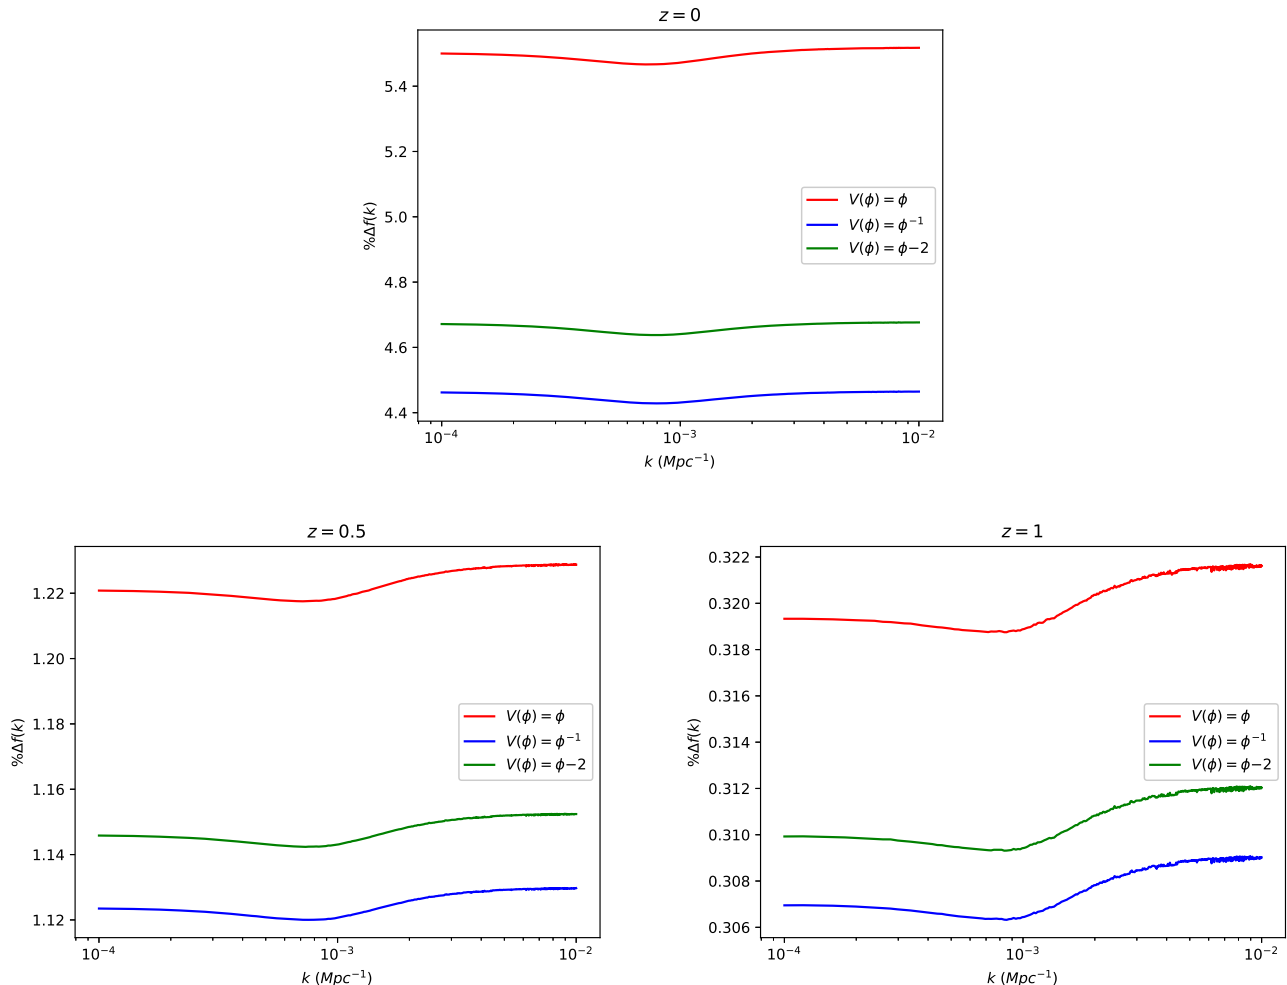 z = 0
%Δf(k)
5.4
5.2
5.0
4.8
4.6
4.4
V(ϕ) = ϕ
V(ϕ) = ϕ⁻¹
V(ϕ) = ϕ−2
10⁻⁴ 10⁻³ 10⁻²
k (Mpc⁻¹)
z = 0.5
%Δf(k)
1.22
1.20
1.18
1.16
1.14
1.12
V(ϕ) = ϕ
V(ϕ) = ϕ⁻¹
V(ϕ) = ϕ−2
10⁻⁴ 10⁻³ 10⁻²
k (Mpc⁻¹)
z = 1
%Δf(k)
0.322
0.320
0.318
0.316
0.314
0.312
0.310
0.308
0.306
V(ϕ) = ϕ
V(ϕ) = ϕ⁻¹
V(ϕ) = ϕ−2
10⁻⁴ 10⁻³ 10⁻²
k (Mpc⁻¹)